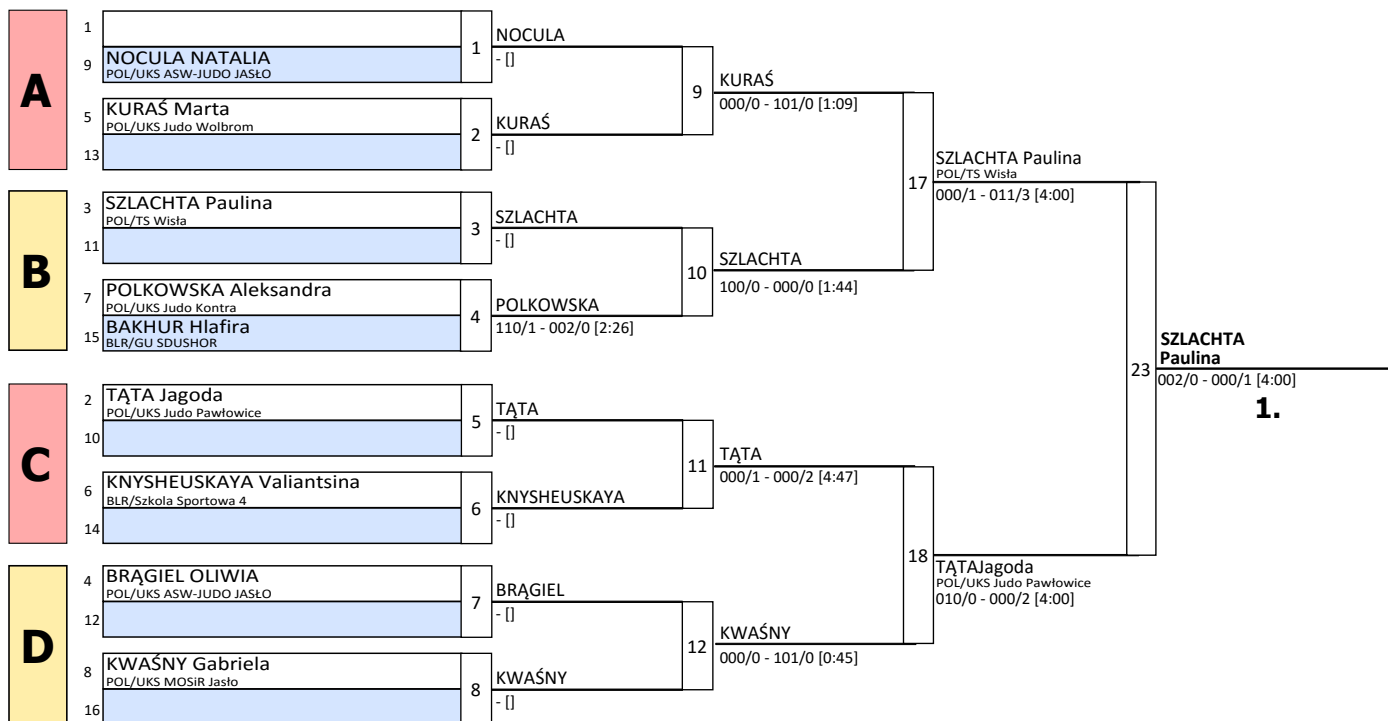 A
1
9
NOCULA NATALIA
POL/UKS ASW-JUDO JASŁO
1
NOCULA
- []
5
KURAŚ Marta
POL/UKS Judo Wolbrom
13
2
KURAŚ
- []
9
KURAŚ
000/0 - 101/0 [1:09]
B
3
SZLACHTA Paulina
POL/TS Wisła
11
3
SZLACHTA
- []
7
POLKOWSKA Aleksandra
POL/UKS Judo Kontra
15
BAKHUR Hlafira
BLR/GU SDUSHOR
4
POLKOWSKA
110/1 - 002/0 [2:26]
10
SZLACHTA
100/0 - 000/0 [1:44]
17
SZLACHTA Paulina
POL/TS Wisła
000/1 - 011/3 [4:00]
C
2
TĄTA Jagoda
POL/UKS Judo Pawłowice
10
5
TĄTA
- []
6
KNYSHEUSKAYA Valiantsina
BLR/Szkola Sportowa 4
14
6
KNYSHEUSKAYA
- []
11
TĄTA
000/1 - 000/2 [4:47]
D
4
BRĄGIEL OLIWIA
POL/UKS ASW-JUDO JASŁO
12
7
BRĄGIEL
- []
8
KWAŚNY Gabriela
POL/UKS MOSiR Jasło
16
8
KWAŚNY
- []
12
KWAŚNY
000/0 - 101/0 [0:45]
18
TĄTAJagoda
POL/UKS Judo Pawłowice
010/0 - 000/2 [4:00]
23
SZLACHTA
Paulina
002/0 - 000/1 [4:00]
1.